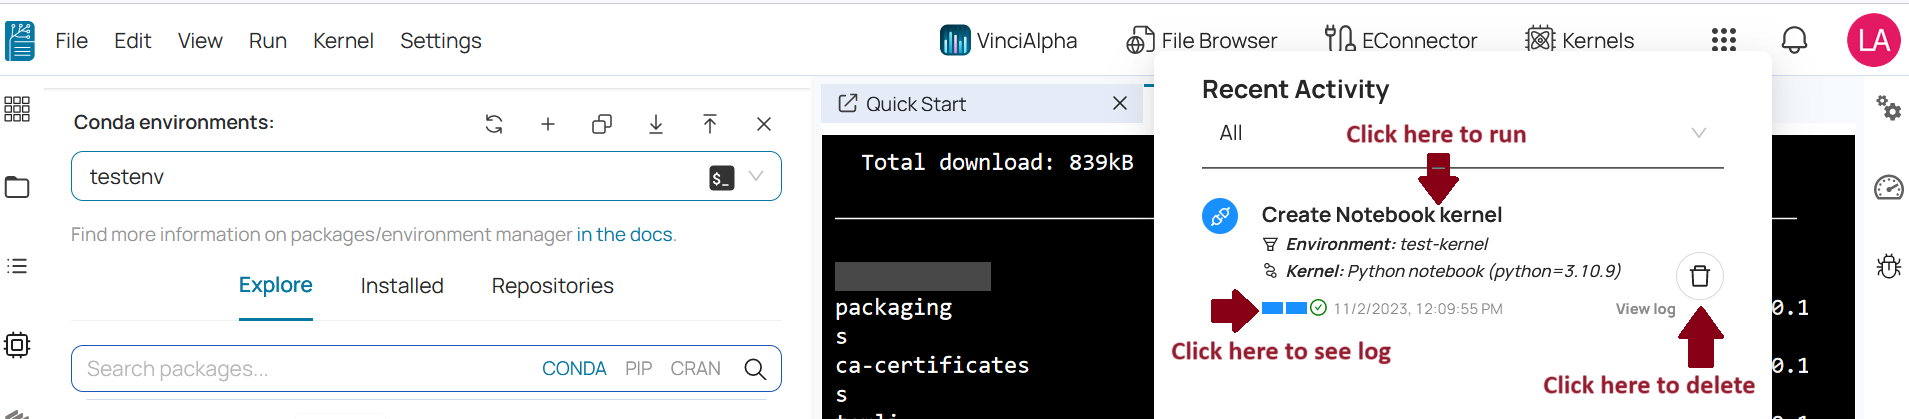 File Edit View Run Kernel Settings VinciAlpha File Browser EConnector Kernels LA
Conda environments:
testenv
$_
Find more information on packages/environment manager in the docs.
Explore Installed Repositories
Search packages... CONDA PIP CRAN
Quick Start
Total download: 839kB
packaging 0.1
s
ca-certificates 0.1
s
Recent Activity
All
Click here to run
Create Notebook kernel
Environment: test-kernel
Kernel: Python notebook (python=3.10.9)
11/2/2023, 12:09:55 PM View log
Click here to see log
Click here to delete